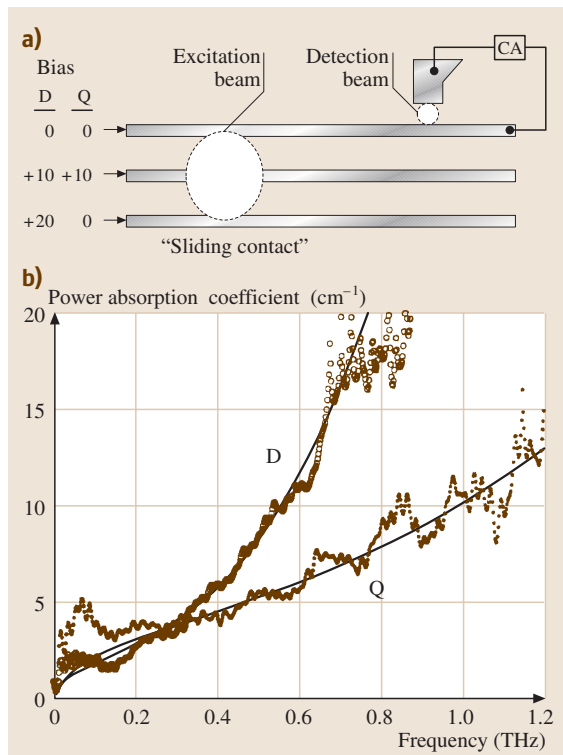 a)
Excitation beam
Detection beam
CA
Bias
D Q
0 0
+10 +10
+20 0
“Sliding contact”
b)
Power absorption coefficient (cm⁻¹)
20
15
10
5
0
D
Q
0 0.2 0.4 0.6 0.8 1.0 1.2
Frequency (THz)